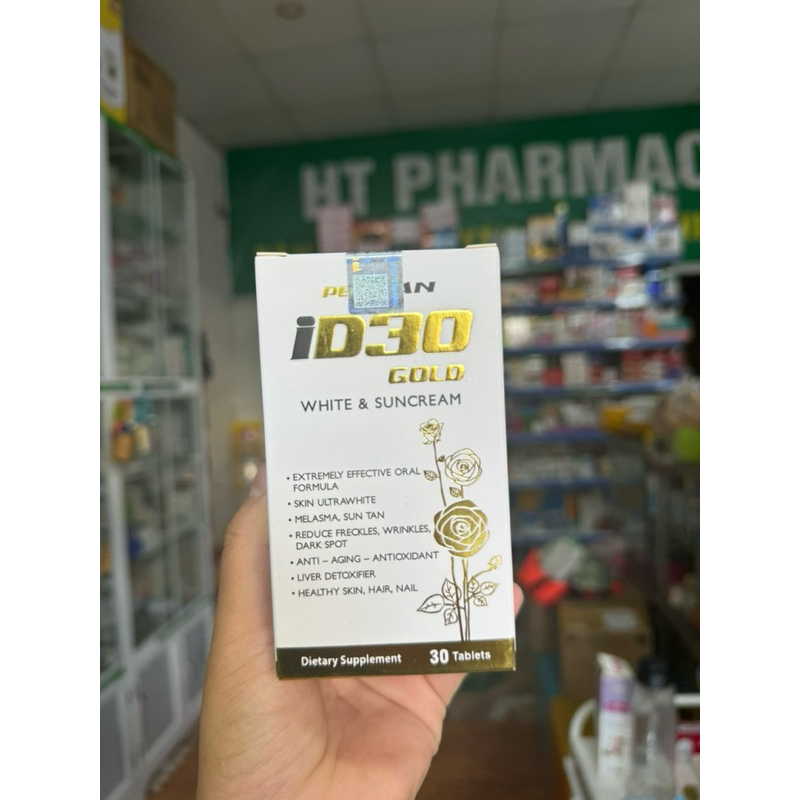 HT PHARMAC
iD30
GOLD
WHITE & SUNCREAM
• EXTREMELY EFFECTIVE ORAL
FORMULA
• SKIN ULTRAWHITE
• MELASMA, SUN TAN
• REDUCE FRECKLES, WRINKLES,
DARK SPOT
• ANTI – AGING – ANTIOXIDANT
• LIVER DETOXIFIER
• HEALTHY SKIN, HAIR, NAIL
Dietary Supplement 30 Tablets